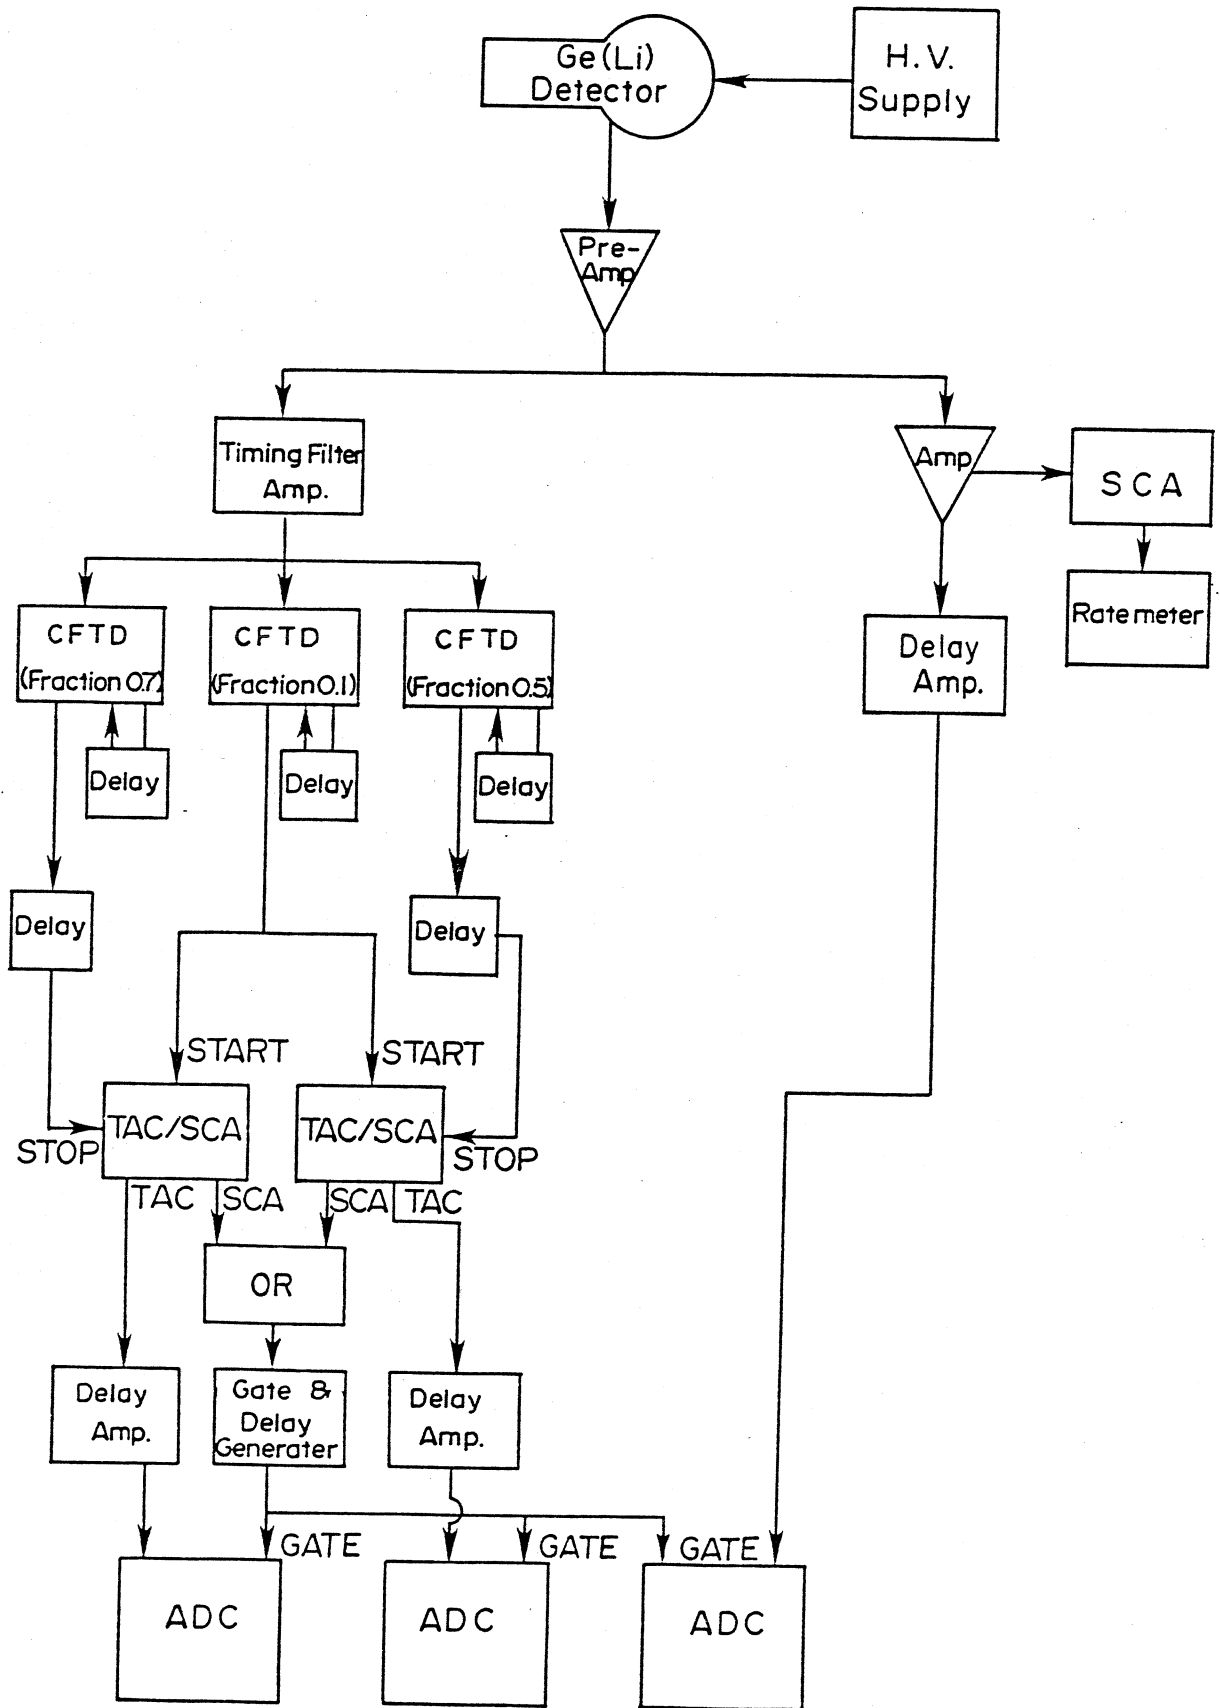 Ge(Li)
Detector
H.V.
Supply
Pre-
Amp
Timing Filter
Amp.
Amp
SCA
Rate meter
CFTD
(Fraction 0.7)
CFTD
(Fraction 0.1)
CFTD
(Fraction 0.5)
Delay
Amp.
Delay
Delay
Delay
Delay
Delay
START
START
TAC/SCA
TAC/SCA
STOP
STOP
TAC
SCA
SCA
TAC
OR
Delay
Amp.
Gate &
Delay
Generater
Delay
Amp.
GATE
GATE
GATE
ADC
ADC
ADC